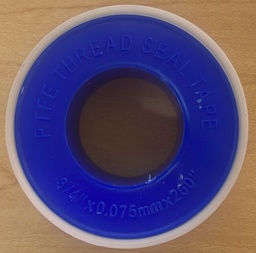 PTFE THREAD SEAL TAPE
3/4"x0.075mmx260"